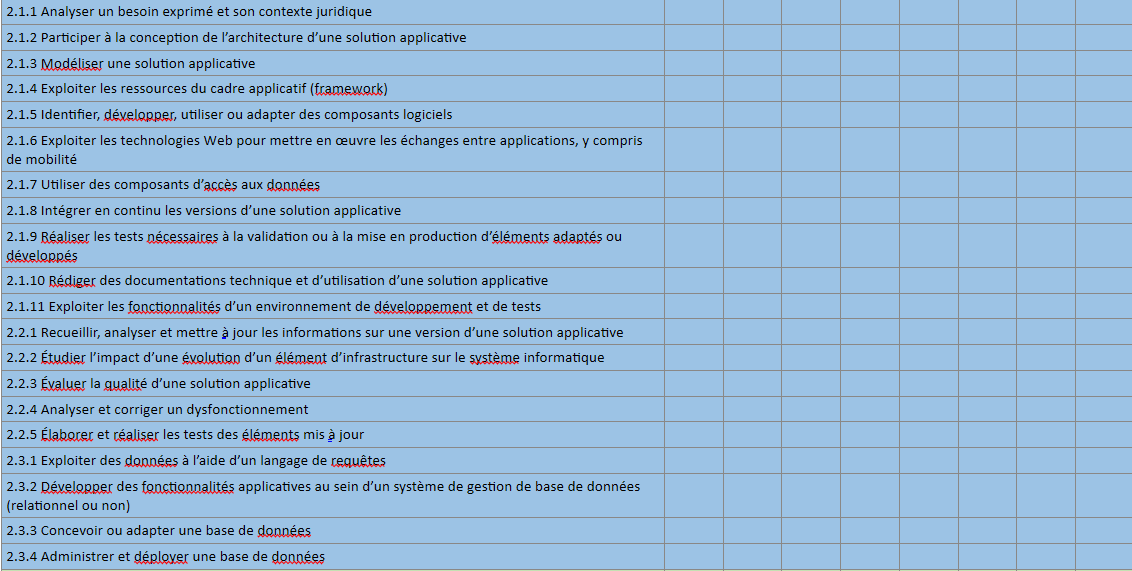 2.1.1 Analyser un besoin exprimé et son contexte juridique
2.1.2 Participer à la conception de l’architecture d’une solution applicative
2.1.3 Modéliser une solution applicative
2.1.4 Exploiter les ressources du cadre applicatif (framework)
2.1.5 Identifier, développer, utiliser ou adapter des composants logiciels
2.1.6 Exploiter les technologies Web pour mettre en œuvre les échanges entre applications, y compris
de mobilité
2.1.7 Utiliser des composants d’accès aux données
2.1.8 Intégrer en continu les versions d’une solution applicative
2.1.9 Réaliser les tests nécessaires à la validation ou à la mise en production d’éléments adaptés ou
développés
2.1.10 Rédiger des documentations technique et d’utilisation d’une solution applicative
2.1.11 Exploiter les fonctionnalités d’un environnement de développement et de tests
2.2.1 Recueillir, analyser et mettre à jour les informations sur une version d’une solution applicative
2.2.2 Étudier l’impact d’une évolution d’un élément d’infrastructure sur le système informatique
2.2.3 Évaluer la qualité d’une solution applicative
2.2.4 Analyser et corriger un dysfonctionnement
2.2.5 Élaborer et réaliser les tests des éléments mis à jour
2.3.1 Exploiter des données à l’aide d’un langage de requêtes
2.3.2 Développer des fonctionnalités applicatives au sein d’un système de gestion de base de données
(relationnel ou non)
2.3.3 Concevoir ou adapter une base de données
2.3.4 Administrer et déployer une base de données